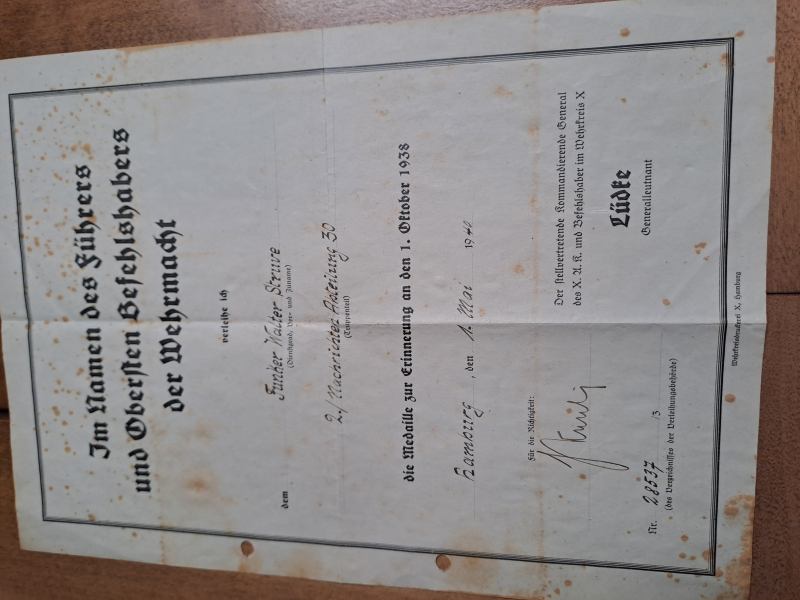 Im Namen des Führers
und Obersten Befehlshabers
der Wehrmacht
verleihe ich
dem Funker Walter Struve
(Dienstgrad, Vor- und Zuname)
2./Nachrichten Abteilung 30
(Truppenteil)
die Medaille zur Erinnerung an den 1. Oktober 1938
Hamburg, den 1. Mai 1940
Für die Richtigkeit:
Der stellvertretende Kommandierende General
des X. A. K. und Befehlshaber im Wehrkreis X
Lüdke
Generalleutnant
Nr. 28537 /3
(des Verzeichnisses der Verleihungsbehörde)
Wehrkreisdruckerei X, Hamburg